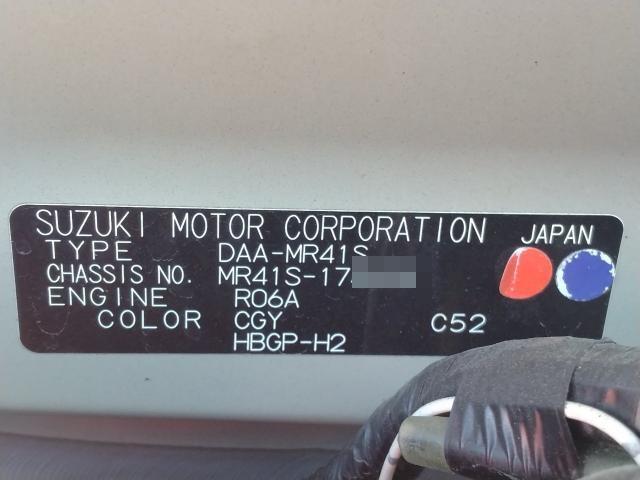 SUZUKI MOTOR CORPORATION JAPAN
TYPE DAA-MR41S
CHASSIS NO. MR41S-17
ENGINE R06A
COLOR CGY C52
HBGP-H2